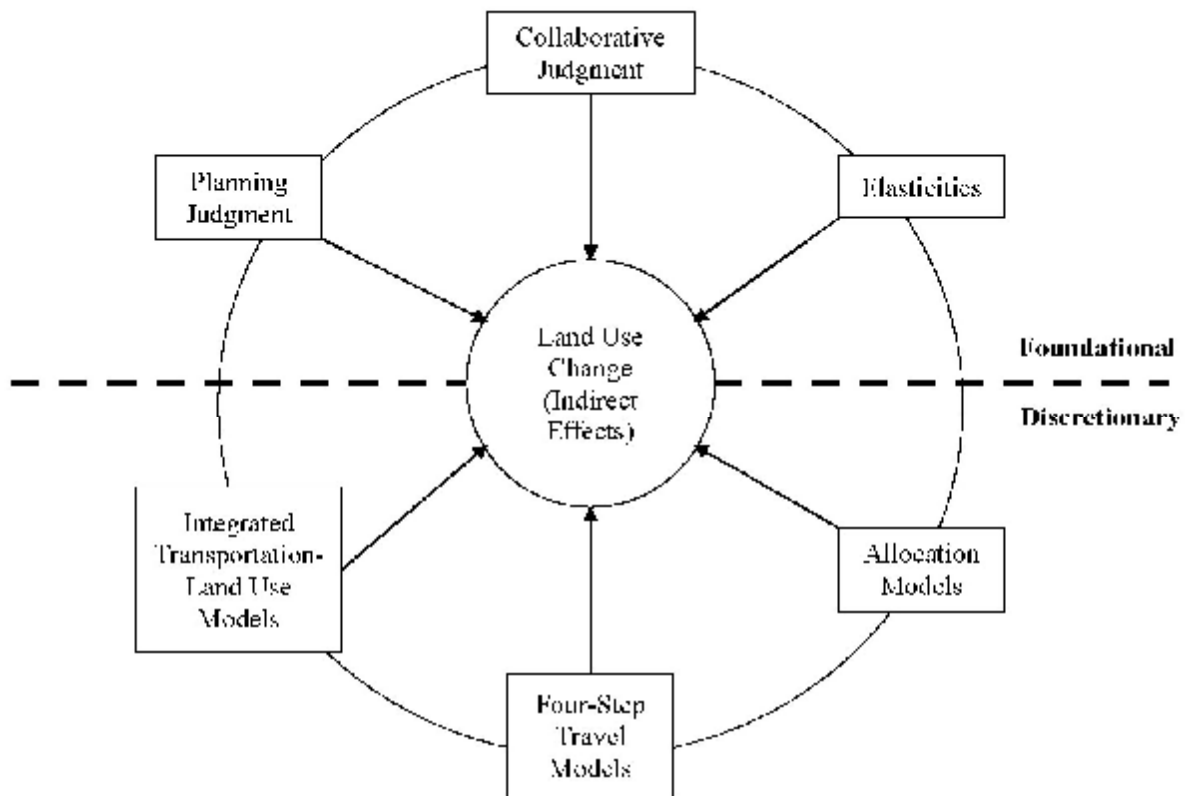 Collaborative
Judgment
Planning
Judgment
Elasticities
Land Use
Change
(Indirect
Effects)
Foundational
Discretionary
Integrated
Transportation-
Land Use
Models
Allocation
Models
Four-Step
Travel
Models